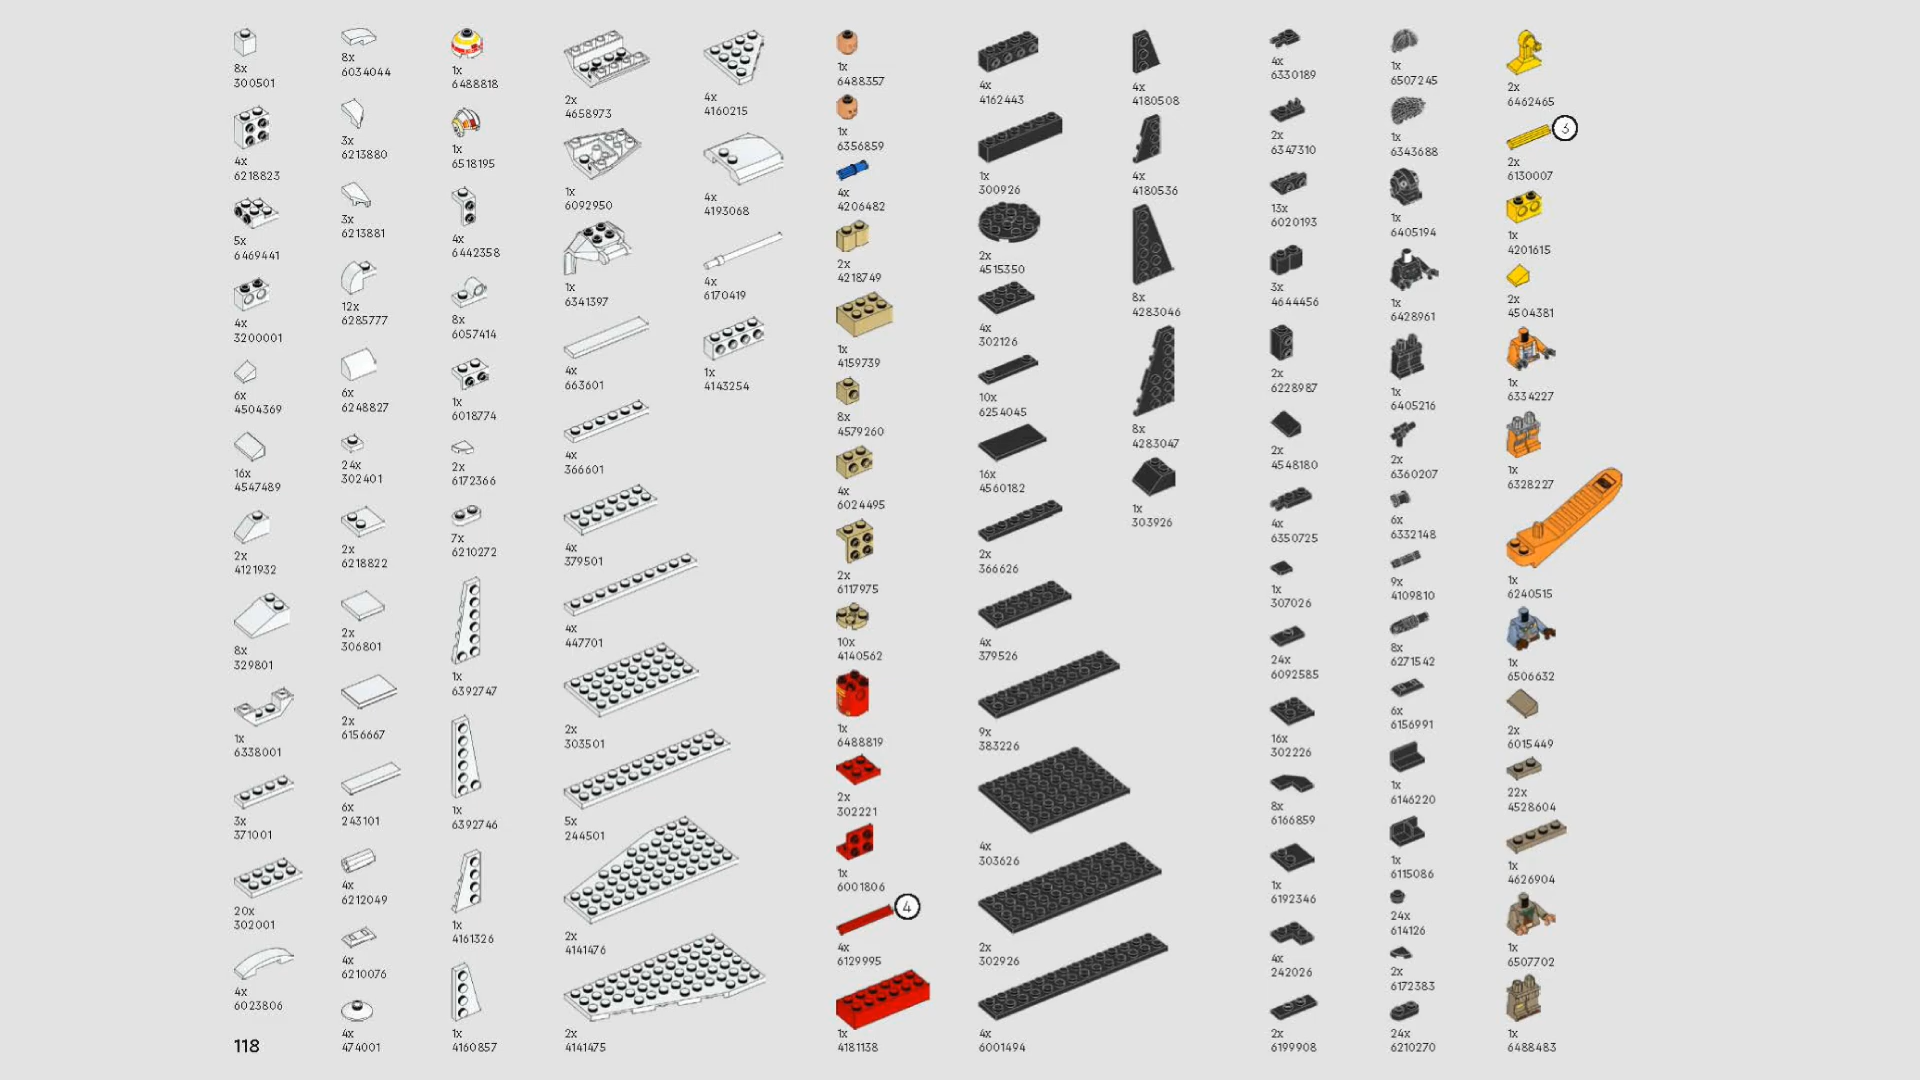 8x
300501
4x
6218823
5x
6469441
4x
3200001
6x
4504369
16x
4547489
2x
4121932
8x
329801
1x
6338001
3x
371001
20x
302001
4x
6023806
118
8x
6034044
3x
6213880
3x
6213881
12x
6285777
6x
6248827
24x
302401
2x
6218822
2x
306801
2x
6156667
6x
243101
4x
6212049
4x
6210076
4x
474001
1x
6488818
1x
6518195
4x
6442358
8x
6057414
1x
6018774
2x
6172366
7x
6210272
1x
6392747
1x
6392746
1x
4161326
1x
4160857
2x
4658973
1x
6092950
1x
6341397
4x
663601
4x
366601
4x
379501
4x
447701
2x
303501
5x
244501
2x
4141476
2x
4141475
4x
4160215
4x
4193068
4x
6170419
1x
4143254
1x
6488357
1x
6356859
4x
4206482
2x
4218749
1x
4159739
8x
4579260
4x
6024495
2x
6117975
10x
4140562
1x
6488819
2x
302221
1x
6001806
4
4x
6129995
1x
4181138
4x
4162443
1x
300926
2x
4515350
4x
302126
10x
6254045
16x
4560182
2x
366626
4x
379526
9x
383226
4x
303626
2x
302926
4x
6001494
4x
4180508
4x
4180536
8x
4283046
8x
4283047
1x
303926
4x
6330189
2x
6347310
13x
6020193
3x
4644456
2x
6228987
2x
4548180
4x
6350725
1x
307026
24x
6092585
16x
302226
8x
6166859
1x
6192346
4x
242026
2x
6199908
1x
6507245
1x
6343688
1x
6405194
1x
6428961
1x
6405216
2x
6360207
6x
6332148
9x
4109810
8x
6271542
6x
6156991
1x
6146220
1x
6115086
24x
614126
2x
6172383
24x
6210270
2x
6462465
3
2x
6130007
1x
4201615
2x
4504381
1x
6334227
1x
6328227
1x
6240515
1x
6506632
2x
6015449
22x
4528604
1x
4626904
1x
6507702
1x
6488483